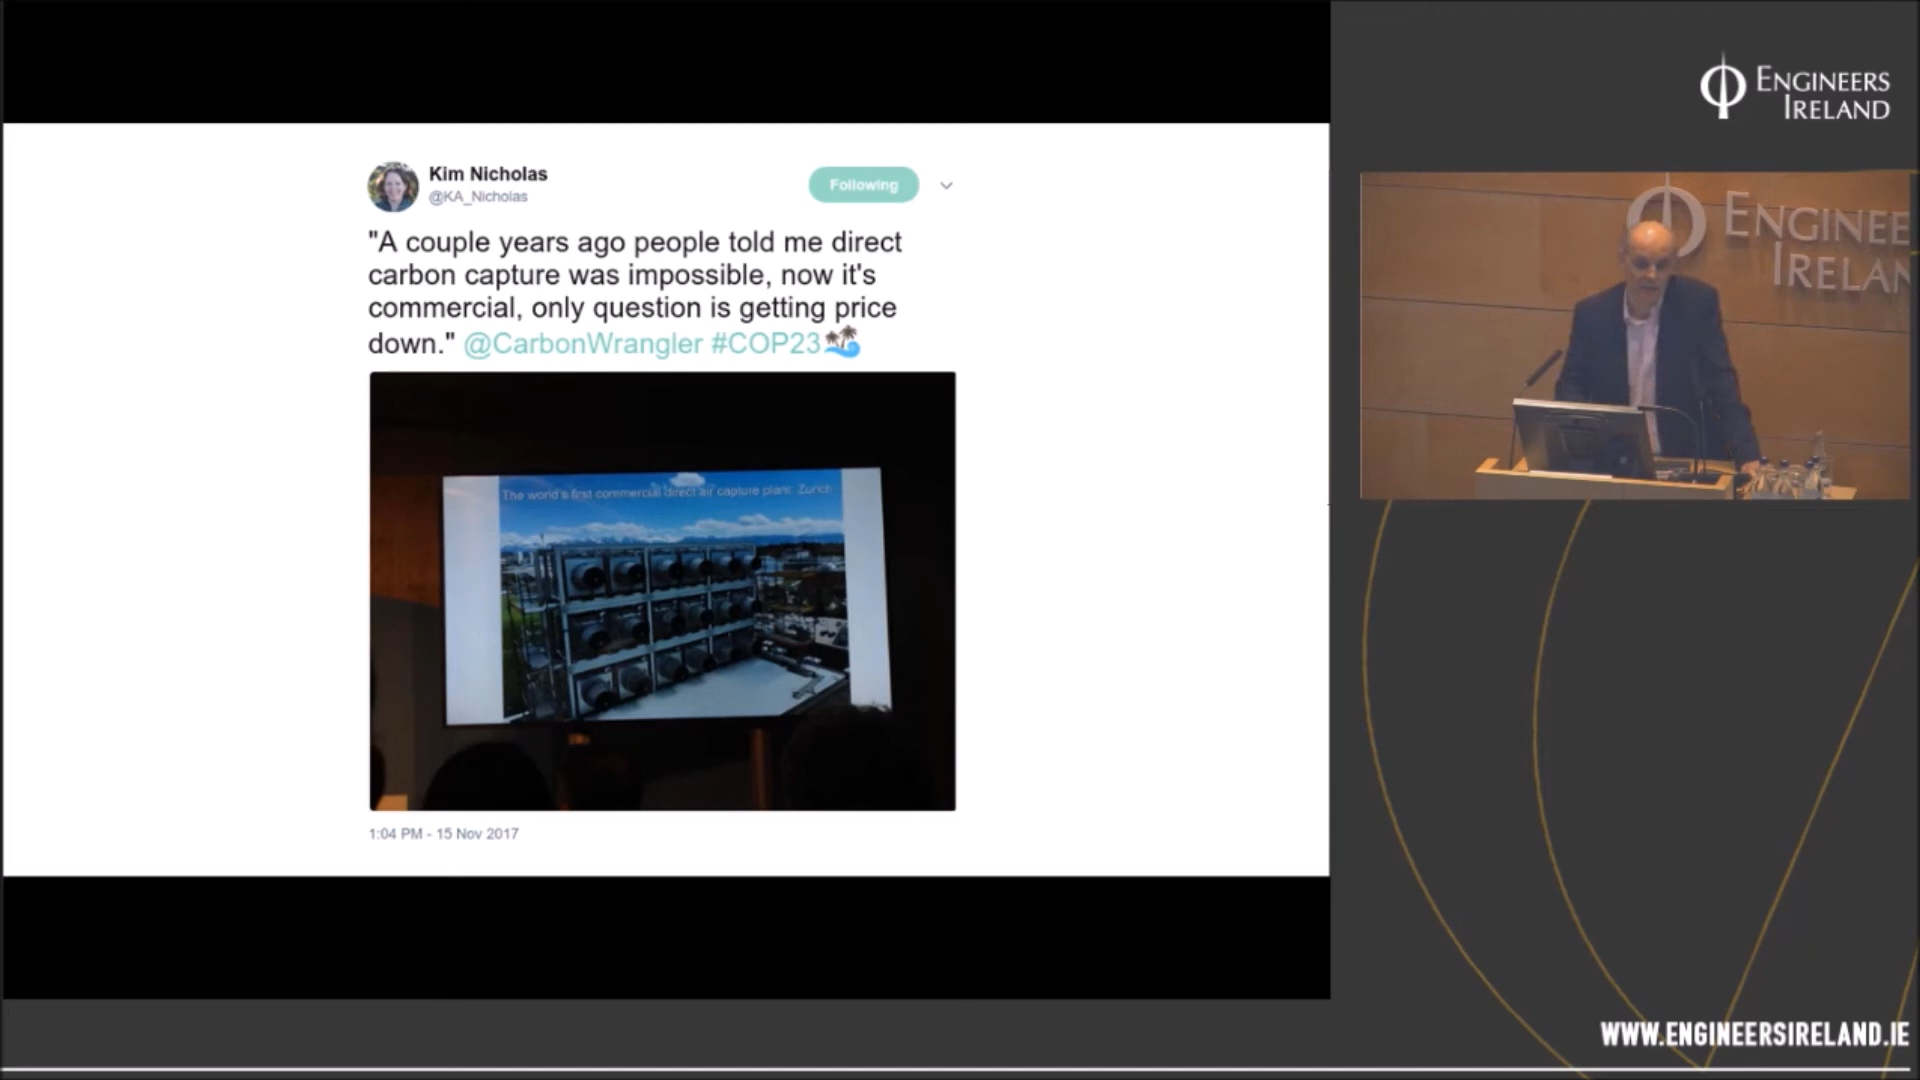 Kim Nicholas
@KA_Nicholas
Following
"A couple years ago people told me direct
carbon capture was impossible, now it's
commercial, only question is getting price
down." @CarbonWrangler #COP23
The world's first commercial direct air capture plant: Zurich
1:04 PM - 15 Nov 2017
ENGINEERS
IRELAND
ENGINEE
IRELAN
WWW.ENGINEERSIRELAND.IE